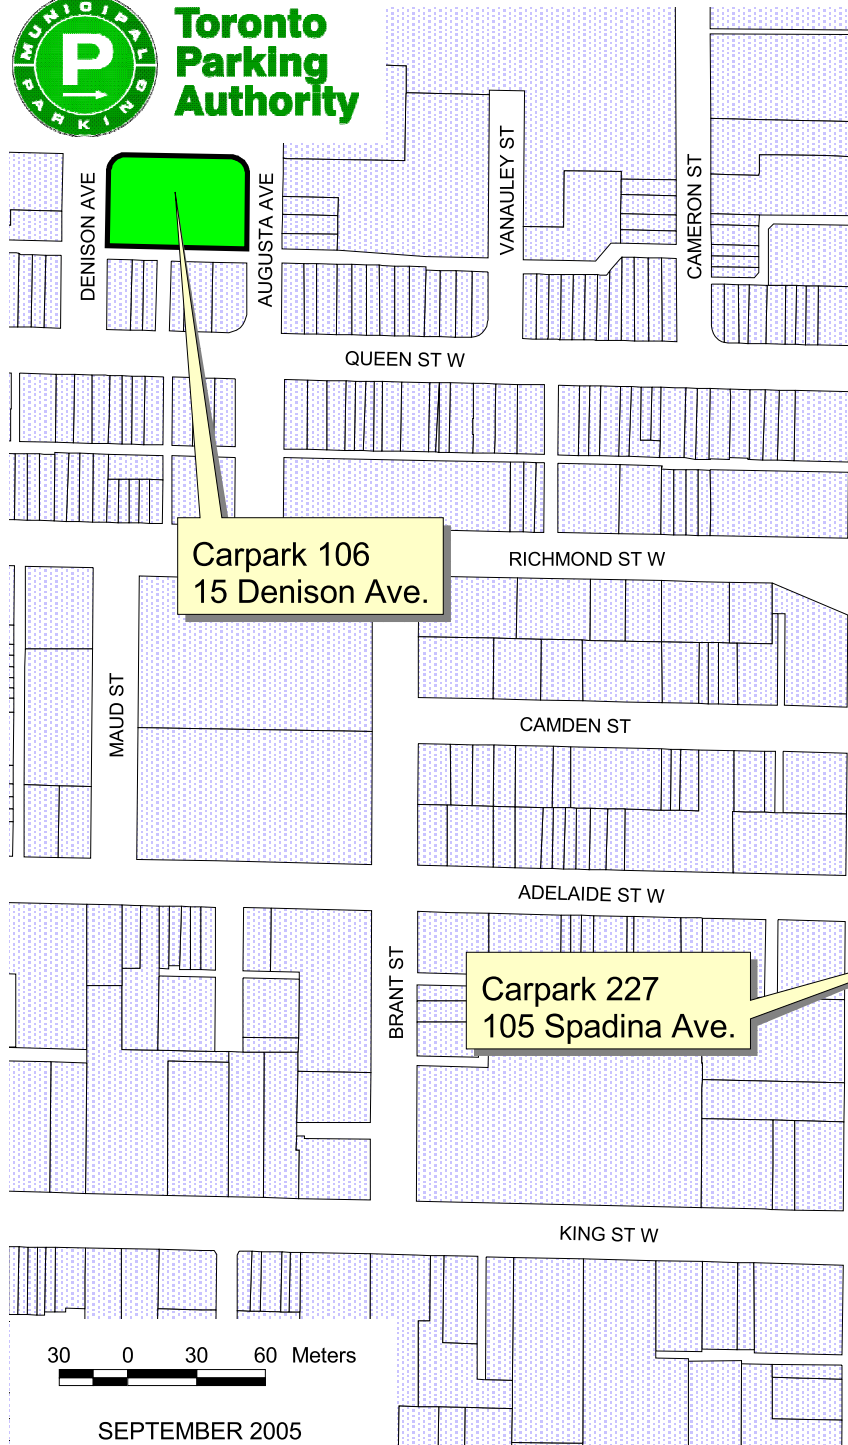 MUNICIPAL
PARKING
P
Toronto
Parking
Authority
DENISON AVE
AUGUSTA AVE
VANAULEY ST
CAMERON ST
QUEEN ST W
Carpark 106
15 Denison Ave.
RICHMOND ST W
MAUD ST
CAMDEN ST
ADELAIDE ST W
BRANT ST
Carpark 227
105 Spadina Ave.
KING ST W
30 0 30 60 Meters
SEPTEMBER 2005